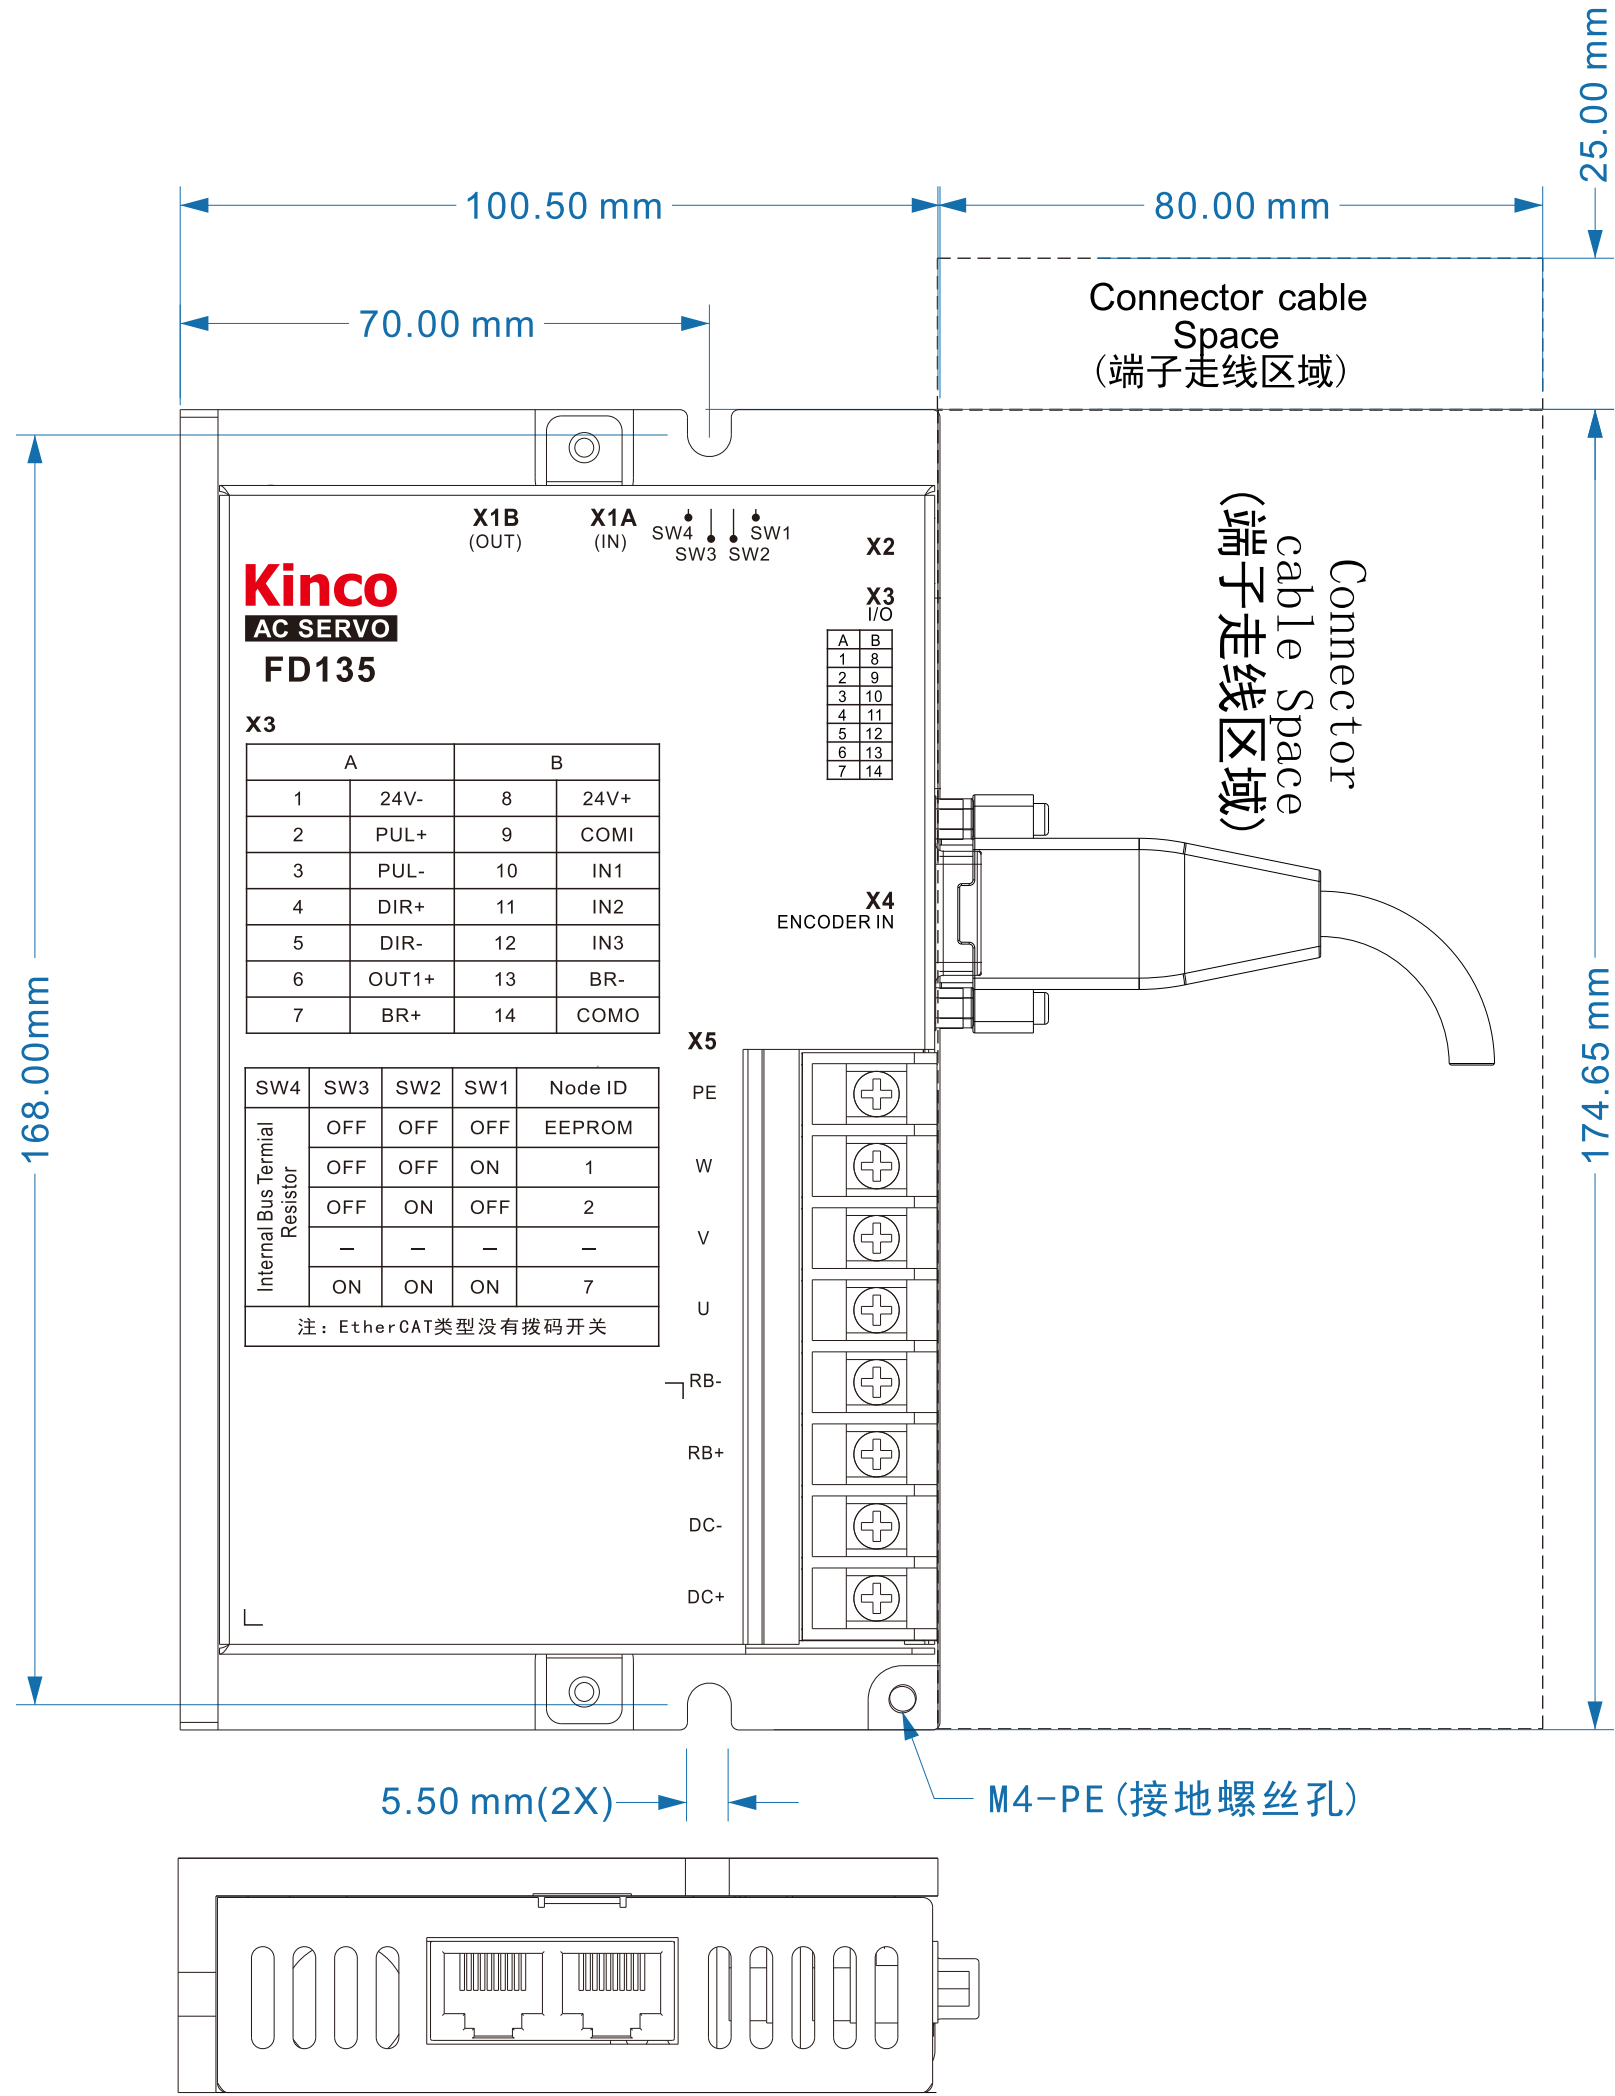 25.00 mm
100.50 mm
80.00 mm
70.00 mm
Connector cable
Space
(端子走线区域)
X1B
(OUT)
X1A
(IN)
SW4
SW3
SW2
SW1
X2
X3
I/O
A B
1 8
2 9
3 10
4 11
5 12
6 13
7 14
Kinco
AC SERVO
FD135
X3
A B
1 24V- 8 24V+
2 PUL+ 9 COMI
3 PUL- 10 IN1
4 DIR+ 11 IN2
5 DIR- 12 IN3
6 OUT1+ 13 BR-
7 BR+ 14 COMO
X4
ENCODER IN
Connector
cable Space
(端子走线区域)
168.00mm
174.65 mm
X5
PE
W
V
U
RB-
RB+
DC-
DC+
SW4 SW3 SW2 SW1 Node ID
Internal Bus Termial
Resistor
OFF OFF OFF EEPROM
OFF OFF ON 1
OFF ON OFF 2
– – – –
ON ON ON 7
注：EtherCAT类型没有拨码开关
5.50 mm(2X)
M4-PE(接地螺丝孔)